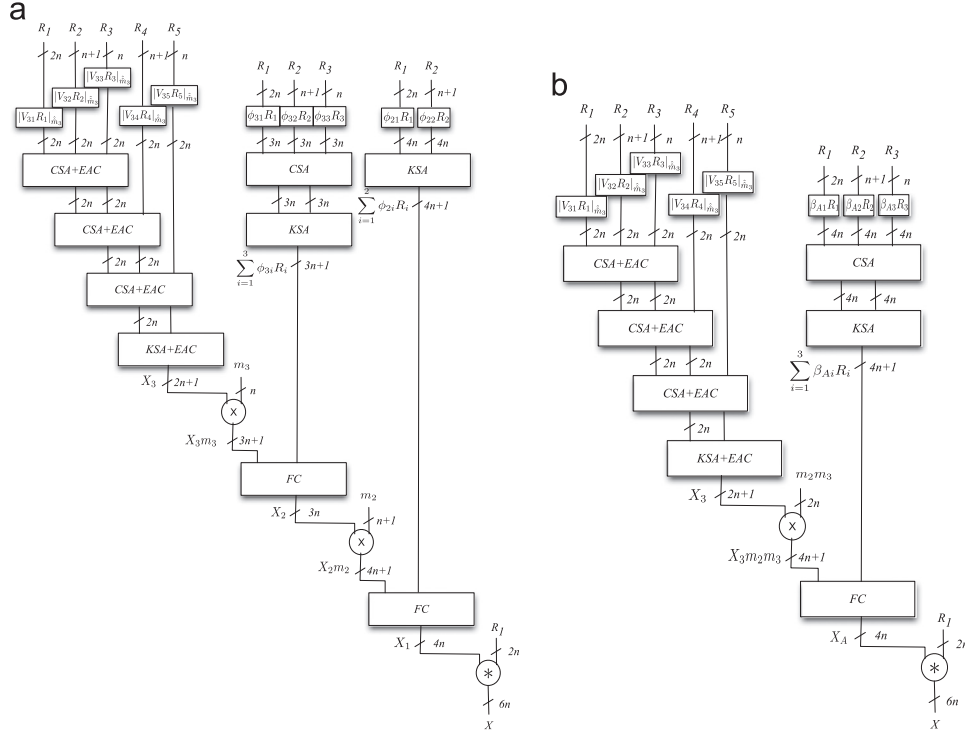 a
R1 R2 R3 R4 R5
2n n+1 n n+1 n
|V33R3|m̂3
|V32R2|m̂3 |V35R5|m̂3
|V31R1|m̂3 |V34R4|m̂3
2n 2n 2n 2n 2n
CSA+EAC
2n 2n
CSA+EAC
2n 2n
CSA+EAC
2n
KSA+EAC
X3 2n+1 m3
n
X
X3m3 3n+1
R1 R2 R3
2n n+1 n
ϕ31R1 ϕ32R2 ϕ33R3
3n 3n 3n
CSA
3n 3n
KSA
∑_{i=1}^{3} ϕ3iRi 3n+1
R1 R2
2n n+1
ϕ21R1 ϕ22R2
4n 4n
KSA
∑_{i=1}^{2} ϕ2iRi 4n+1
FC
X2 3n m2
n+1
X
X2m2 4n+1
FC
X1 4n R1
2n
*
6n
X
b
R1 R2 R3 R4 R5
2n n+1 n n+1 n
|V33R3|m̂3
|V32R2|m̂3 |V35R5|m̂3
|V31R1|m̂3 |V34R4|m̂3
2n 2n 2n 2n 2n
CSA+EAC
2n 2n
CSA+EAC
2n 2n
CSA+EAC
2n
KSA+EAC
X3 2n+1 m2m3
2n
X
X3m2m3 4n+1
R1 R2 R3
2n n+1 n
βA1R1 βA2R2 βA3R3
4n 4n 4n
CSA
4n 4n
KSA
∑_{i=1}^{3} βAiRi 4n+1
FC
XA 4n R1
2n
*
6n
X